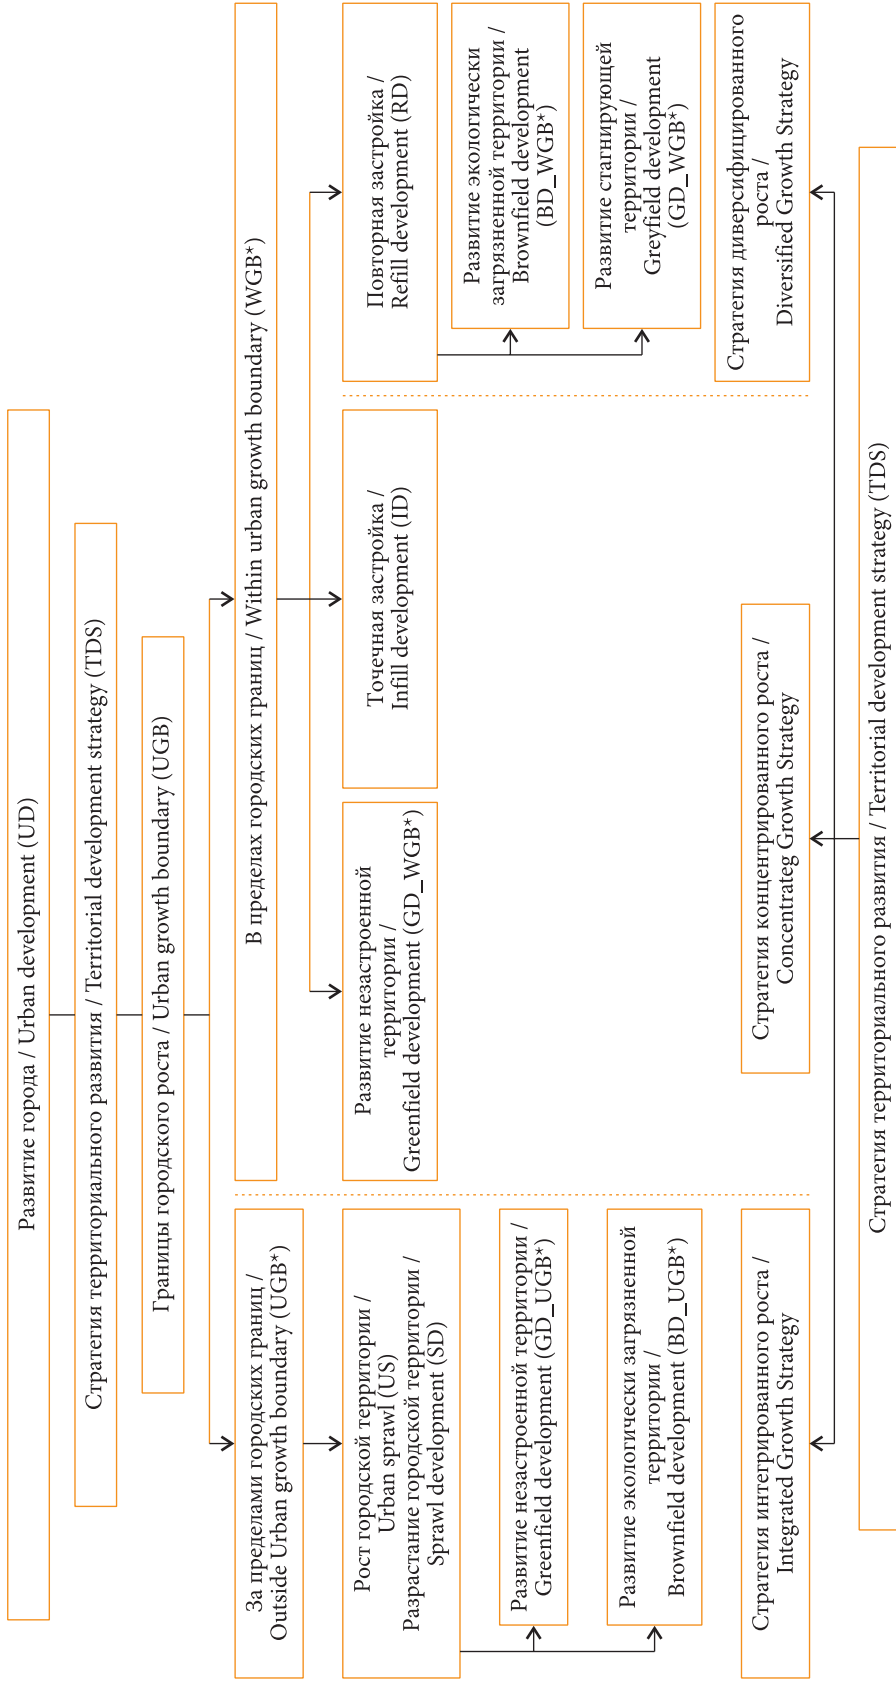 Развитие города / Urban development (UD)
Стратегия территориального развития / Territorial development strategy (TDS)
Границы городского роста / Urban growth boundary (UGB)
За пределами городских границ /
Outside Urban growth boundary (UGB*)
В пределах городских границ / Within urban growth boundary (WGB*)
Рост городской территории /
Urban sprawl (US)
Разрастание городской территории /
Sprawl development (SD)
Развитие незастроенной территории /
Greenfield development (GD_UGB*)
Развитие экологически загрязненной
территории /
Brownfield development (BD_UGB*)
Развитие незастроенной
территории /
Greenfield development (GD_WGB*)
Точечная застройка /
Infill development (ID)
Повторная застройка /
Refill development (RD)
Развитие экологически
загрязненной территории /
Brownfield development
(BD_WGB*)
Развитие стагнирующей
территории /
Greyfield development
(GD_WGB*)
Стратегия интегрированного роста /
Integrated Growth Strategy
Стратегия концентрированного роста /
Concentrateg Growth Strategy
Стратегия диверсифицированного
роста /
Diversified Growth Strategy
Стратегия территориального развития / Territorial development strategy (TDS)